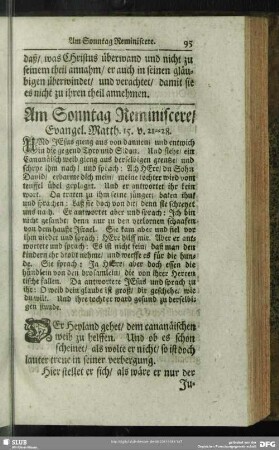 Am Sonntag Reminiscere. 95
daß/ was Christus überwand und nicht zu
seinem theil annahm/ er auch in seinen gläu-
bigen überwindet/ und verachtet/ damit sie
es nicht zu ihren theil annehmen.
Am Sonntag Reminiscere/
Evangel. Matth. 15. v. 21-28.
UNd JEsus gieng aus von dannen und entwich
in die gegend Tyro und Sidon. Und siehe/ ein
Cananäisch weib gieng aus derselbigen grentze/ und
schrye ihm nach/ und sprach: Ach HErr/ du Sohn
David/ erbarme dich mein/ meine tochter wird vom
teuffel übel geplaget. Und er antwortet ihr kein
wort. Da tratten zu ihm seine jünger/ baten ihn
und sprachen: Laß sie doch von dir/ denn sie schreyet
uns nach. Er antwortet aber und sprach: Ich bin
nicht gesandt/ denn nur zu den verlohrnen schaafen
von dem hauß Israel. Sie kam aber und fiel vor
ihm nieder und sprach/ HErr hilff mir. Aber er ant-
wortet und sprach: Es ist nicht fein/ daß man den
kindern ihr brodt nehme/ und werffe es für die hun-
de. Sie sprach: Ja HErr/ aber doch essen die
hündlein von den brosamlein/ die von ihrer Herren
tische fallen. Da antwortete JEsus und sprach zu
ihr: O weib dein glaube ist groß/ dir geschehe/ wie
du wilt. Und ihre tochter ward gesund zu derselbi-
gen stunde.
DEr Heyland gehet/ dem cananäischen
weib zu helffen. Und ob es schon
scheinet/ als wolte er nicht/ so ist doch
lauter treue in seiner verbergung.
Hier stellet er sich/ als wäre er nur der
Ju-
SLUB